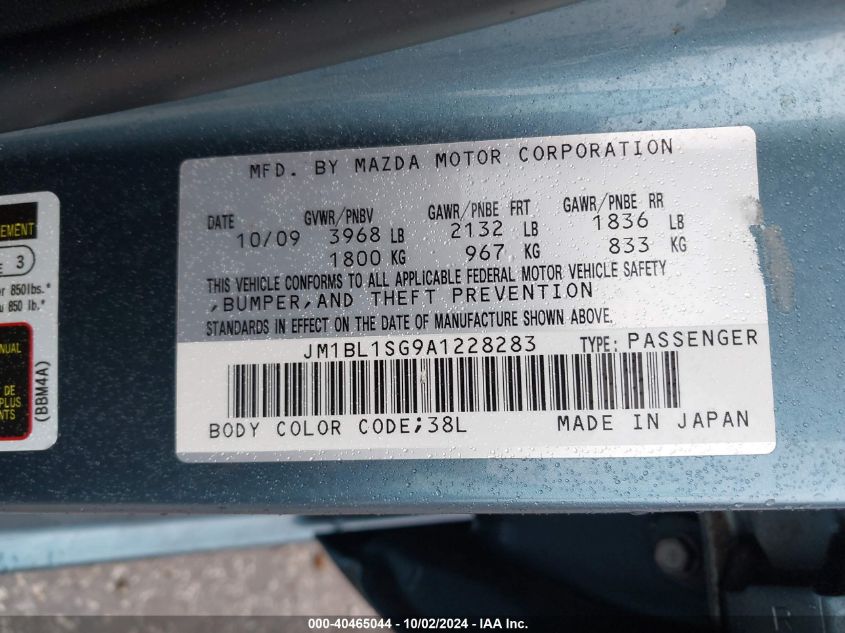 MFD. BY MAZDA MOTOR CORPORATION
DATE GVWR/PNBV GAWR/PNBE FRT GAWR/PNBE RR
10/09 3968 LB 2132 LB 1836 LB
1800 KG 967 KG 833 KG
THIS VEHICLE CONFORMS TO ALL APPLICABLE FEDERAL MOTOR VEHICLE SAFETY
,BUMPER,AND THEFT PREVENTION
STANDARDS IN EFFECT ON THE DATE OF MANUFACTURE SHOWN ABOVE.
JM1BL1SG9A1228283 TYPE: PASSENGER
BODY COLOR CODE;38L MADE IN JAPAN
EMENT
E 3
r 850lbs.*
u 850 lb.*
NUAL
DE
PLUS
NTS
(BBM4A)
000-40465044 - 10/02/2024 - IAA Inc.